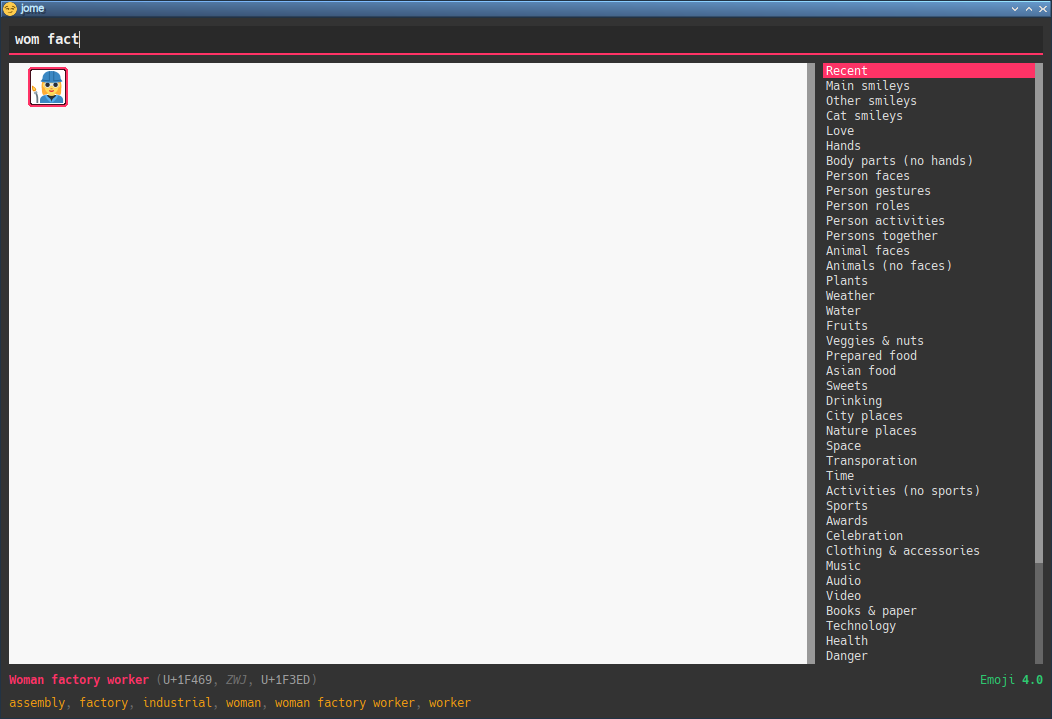 jome
wom fact
Recent
Main smileys
Other smileys
Cat smileys
Love
Hands
Body parts (no hands)
Person faces
Person gestures
Person roles
Person activities
Persons together
Animal faces
Animals (no faces)
Plants
Weather
Water
Fruits
Veggies & nuts
Prepared food
Asian food
Sweets
Drinking
City places
Nature places
Space
Transporation
Time
Activities (no sports)
Sports
Awards
Celebration
Clothing & accessories
Music
Audio
Video
Books & paper
Technology
Health
Danger
Woman factory worker (U+1F469, ZWJ, U+1F3ED)
Emoji 4.0
assembly, factory, industrial, woman, woman factory worker, worker